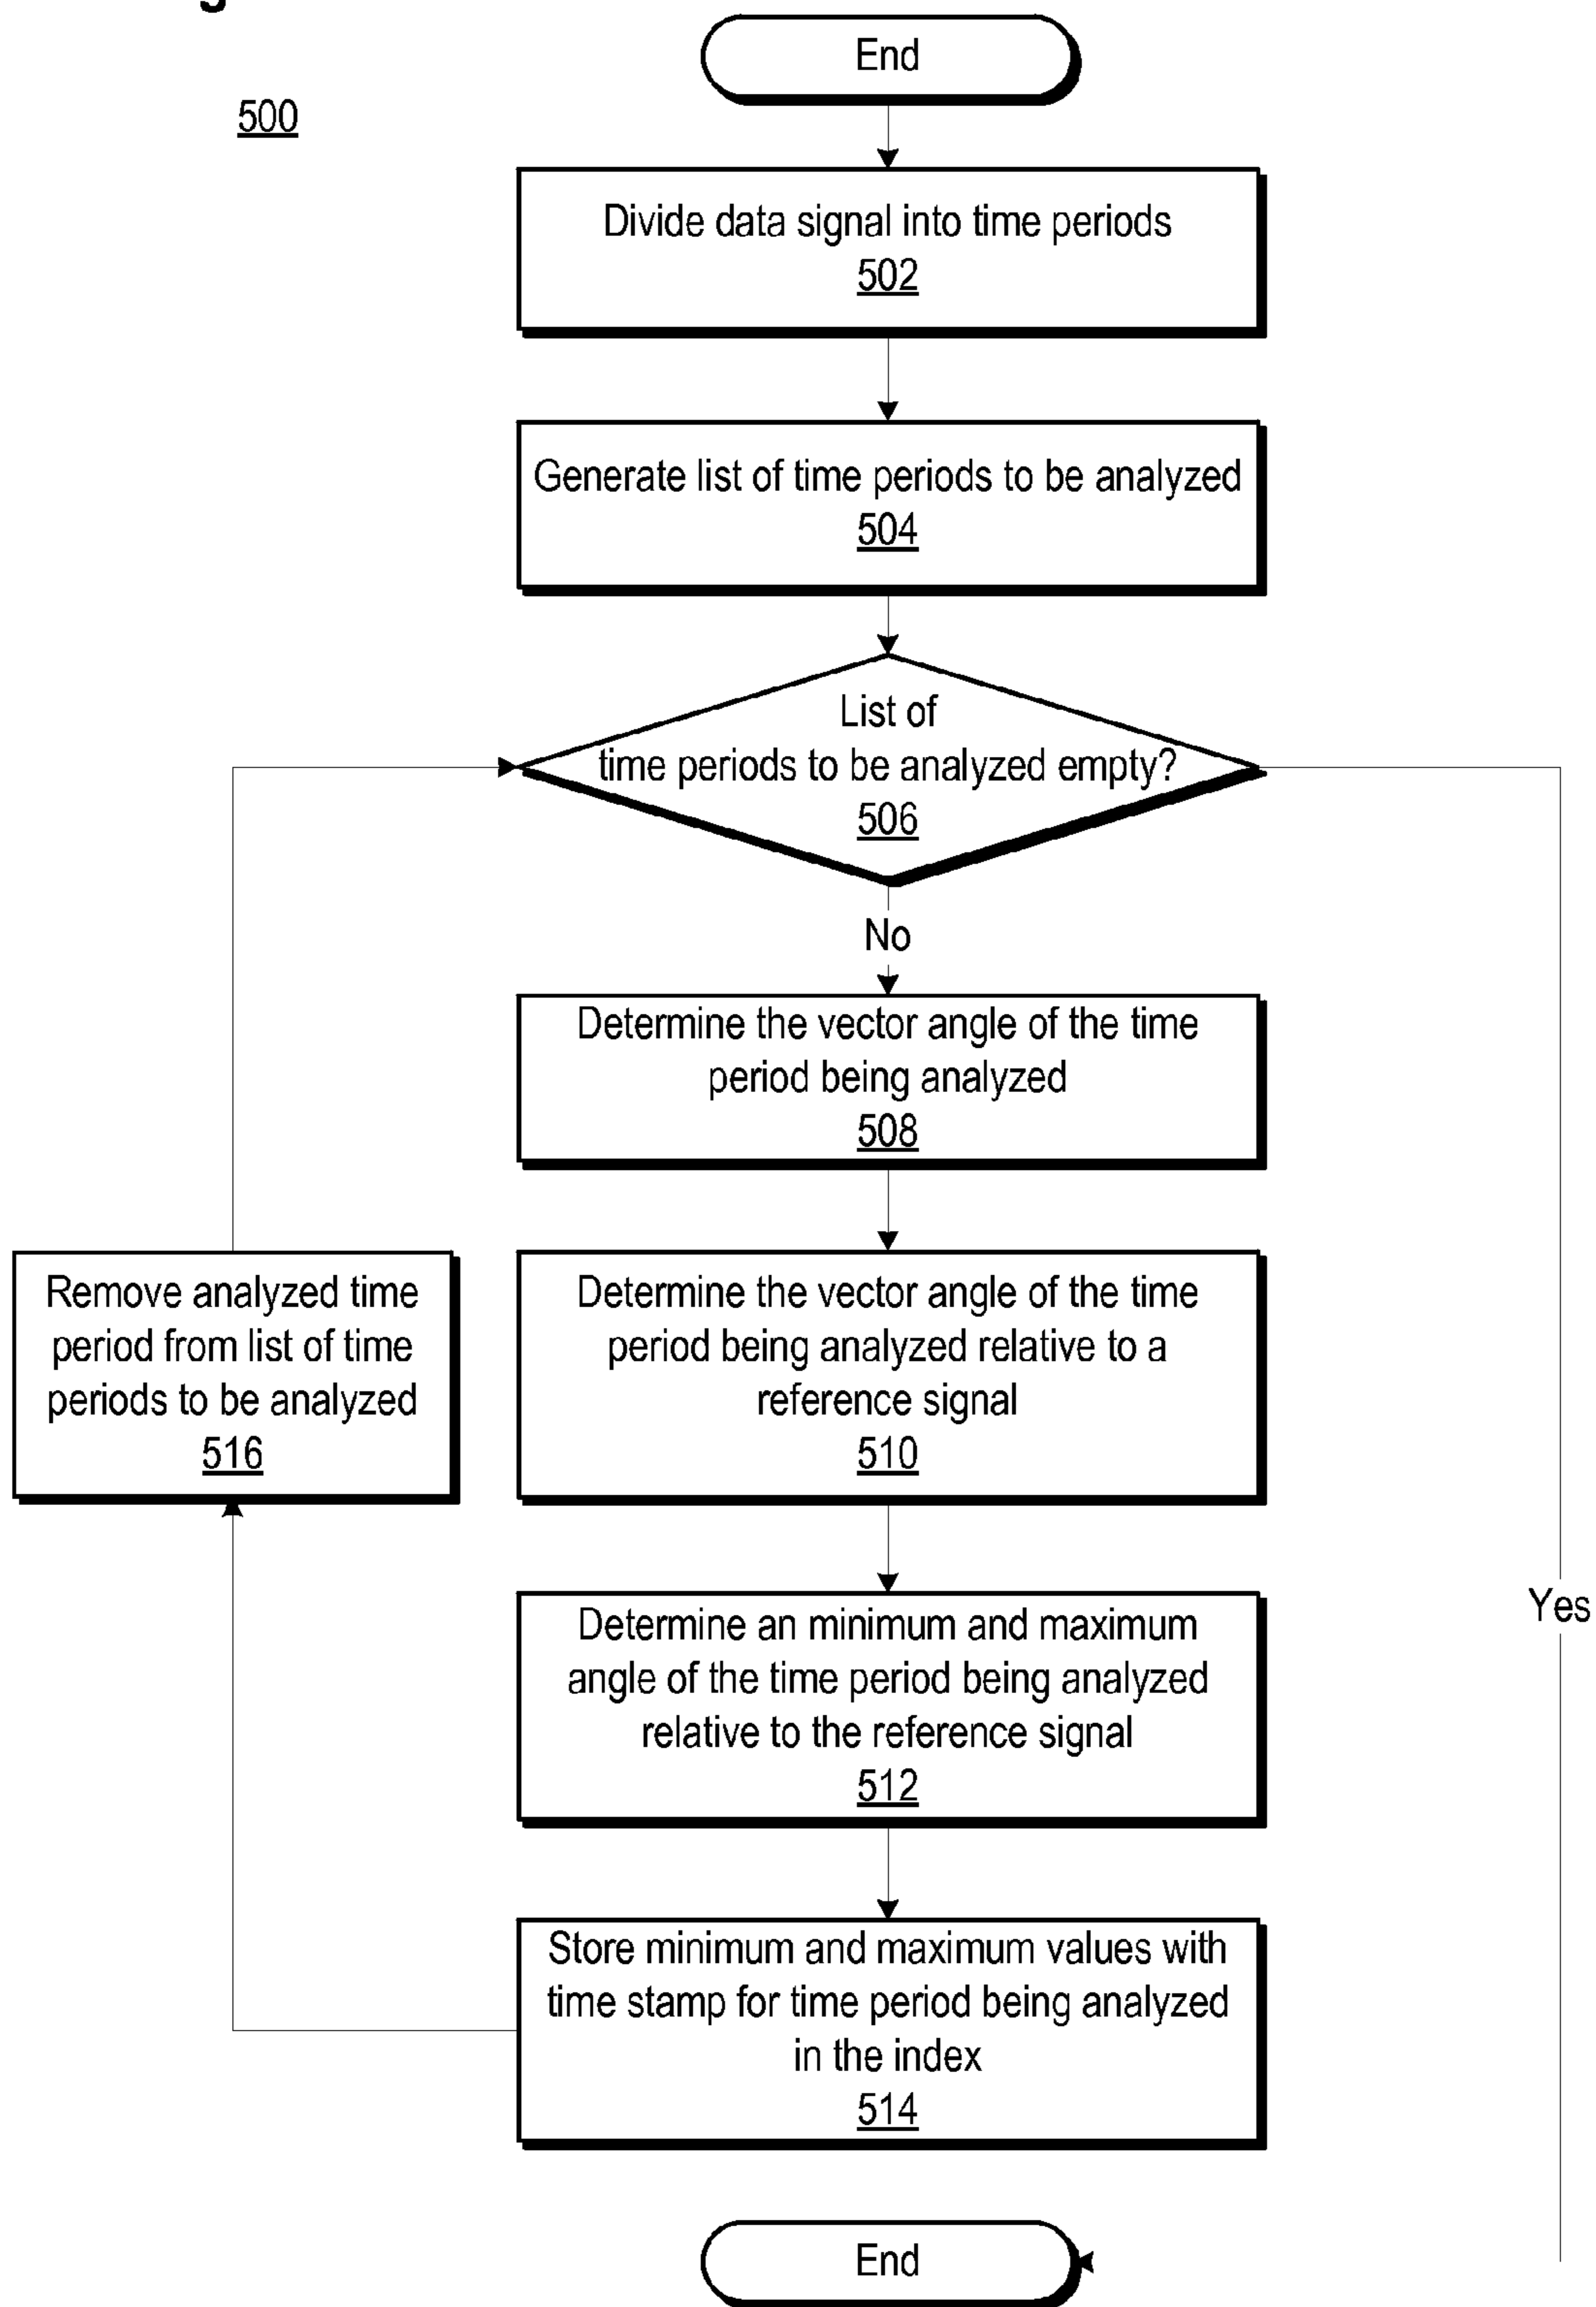 500
End
Divide data signal into time periods
502
Generate list of time periods to be analyzed
504
List of
time periods to be analyzed empty?
506
No
Determine the vector angle of the time
period being analyzed
508
Determine the vector angle of the time
period being analyzed relative to a
reference signal
510
Remove analyzed time
period from list of time
periods to be analyzed
516
Determine an minimum and maximum
angle of the time period being analyzed
relative to the reference signal
512
Yes
Store minimum and maximum values with
time stamp for time period being analyzed
in the index
514
End